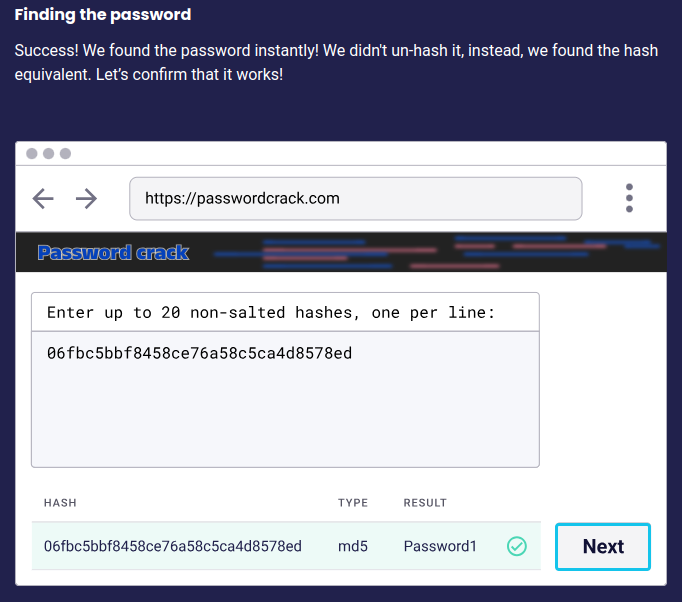 Finding the password
Success! We found the password instantly! We didn't un-hash it, instead, we found the hash
equivalent. Let's confirm that it works!
https://passwordcrack.com
Password crack
Enter up to 20 non-salted hashes, one per line:
06fbc5bbf8458ce76a58c5ca4d8578ed
HASH TYPE RESULT
06fbc5bbf8458ce76a58c5ca4d8578ed md5 Password1
Next